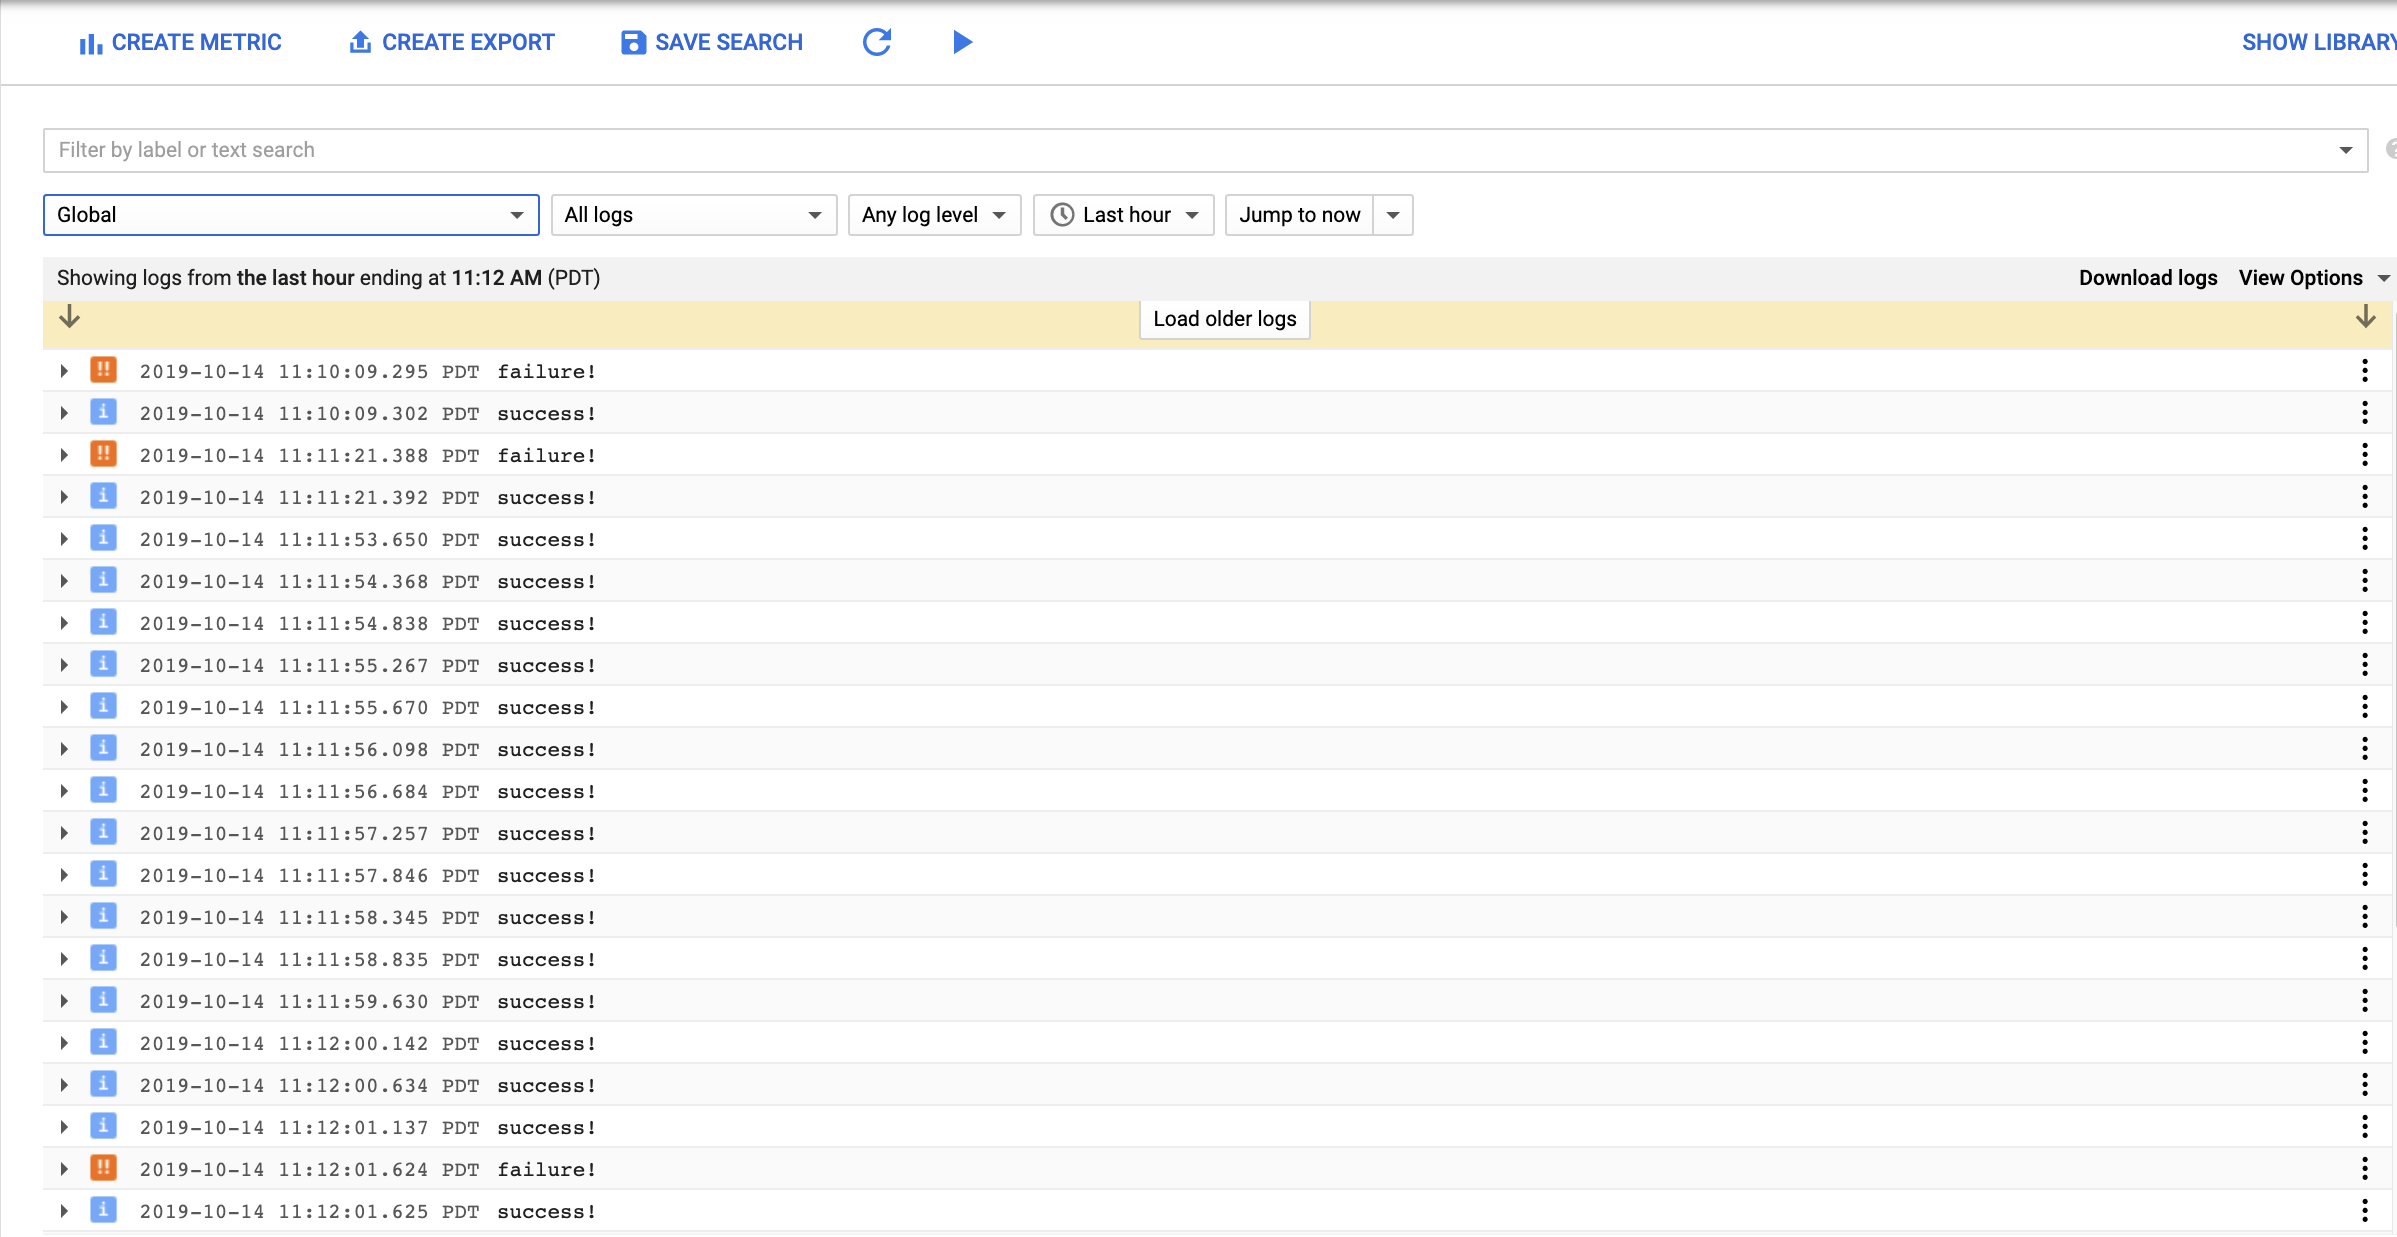 CREATE METRIC CREATE EXPORT SAVE SEARCH SHOW LIBRARY
Filter by label or text search
Global All logs Any log level Last hour Jump to now
Showing logs from the last hour ending at 11:12 AM (PDT) Download logs View Options
Load older logs
!! 2019-10-14 11:10:09.295 PDT failure!
i 2019-10-14 11:10:09.302 PDT success!
!! 2019-10-14 11:11:21.388 PDT failure!
i 2019-10-14 11:11:21.392 PDT success!
i 2019-10-14 11:11:53.650 PDT success!
i 2019-10-14 11:11:54.368 PDT success!
i 2019-10-14 11:11:54.838 PDT success!
i 2019-10-14 11:11:55.267 PDT success!
i 2019-10-14 11:11:55.670 PDT success!
i 2019-10-14 11:11:56.098 PDT success!
i 2019-10-14 11:11:56.684 PDT success!
i 2019-10-14 11:11:57.257 PDT success!
i 2019-10-14 11:11:57.846 PDT success!
i 2019-10-14 11:11:58.345 PDT success!
i 2019-10-14 11:11:58.835 PDT success!
i 2019-10-14 11:11:59.630 PDT success!
i 2019-10-14 11:12:00.142 PDT success!
i 2019-10-14 11:12:00.634 PDT success!
i 2019-10-14 11:12:01.137 PDT success!
!! 2019-10-14 11:12:01.624 PDT failure!
i 2019-10-14 11:12:01.625 PDT success!